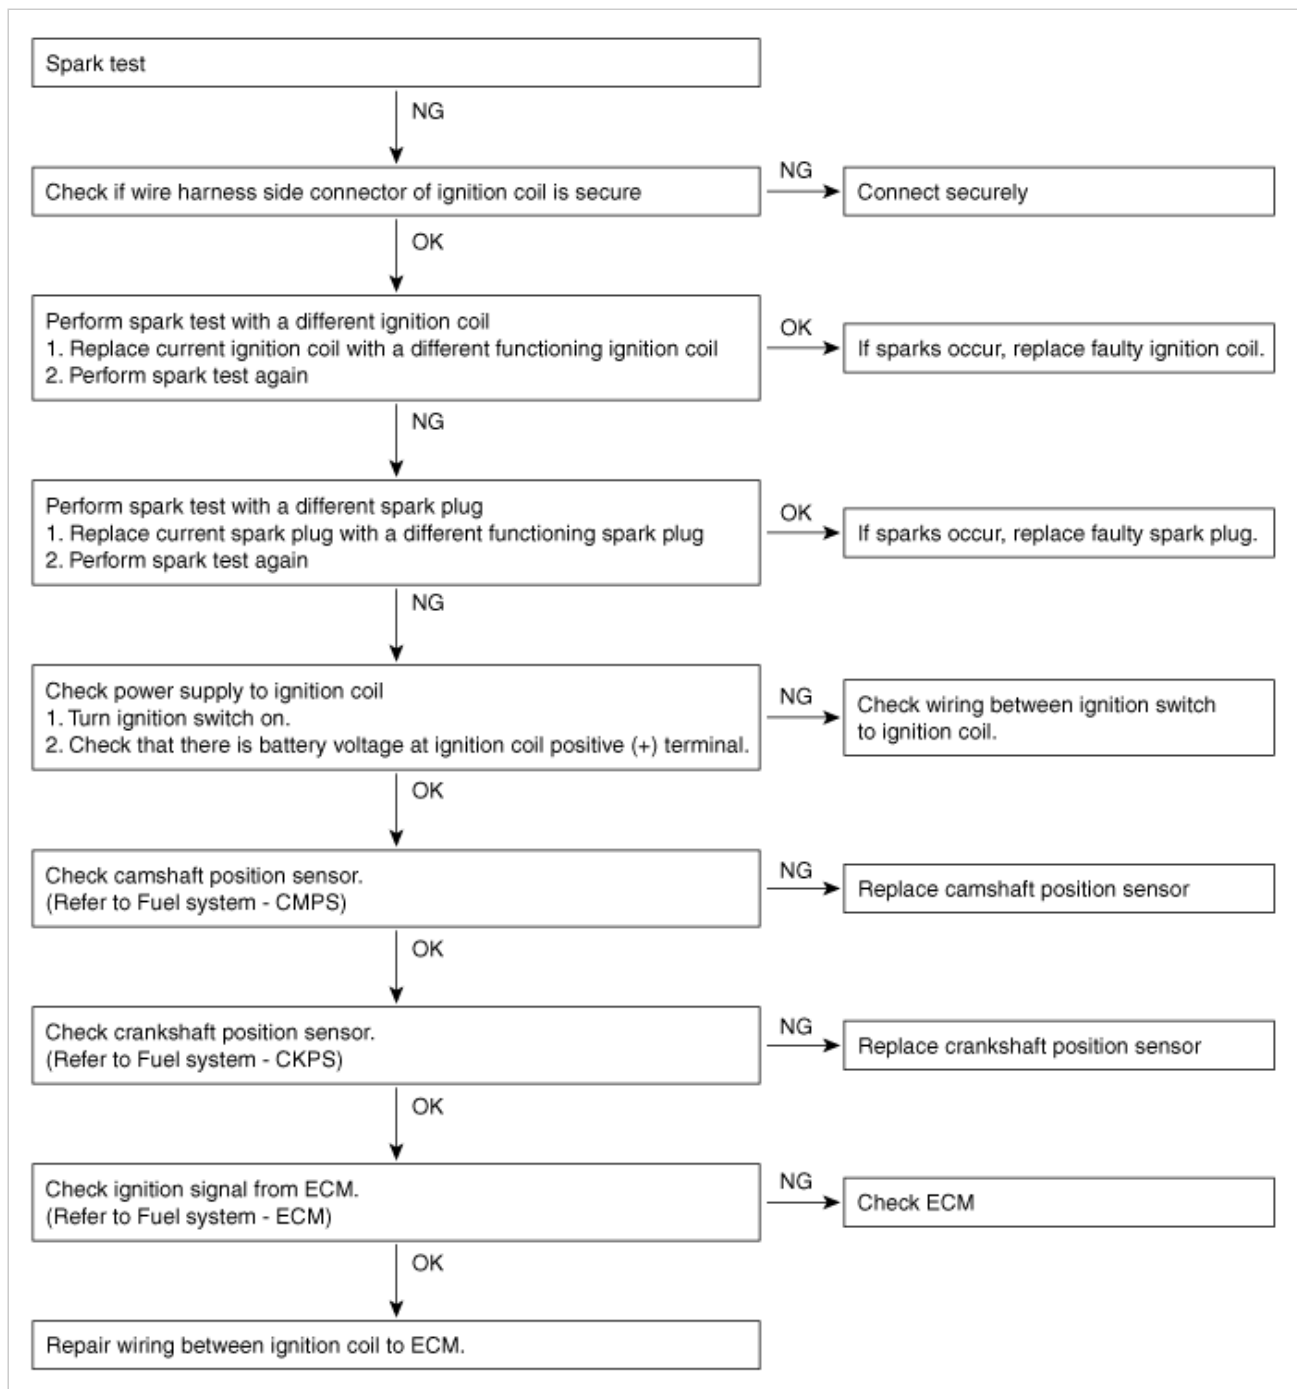 Spark test
NG
Check if wire harness side connector of ignition coil is secure
NG
Connect securely
OK
Perform spark test with a different ignition coil
1. Replace current ignition coil with a different functioning ignition coil
2. Perform spark test again
OK
If sparks occur, replace faulty ignition coil.
NG
Perform spark test with a different spark plug
1. Replace current spark plug with a different functioning spark plug
2. Perform spark test again
OK
If sparks occur, replace faulty spark plug.
NG
Check power supply to ignition coil
1. Turn ignition switch on.
2. Check that there is battery voltage at ignition coil positive (+) terminal.
NG
Check wiring between ignition switch
to ignition coil.
OK
Check camshaft position sensor.
(Refer to Fuel system - CMPS)
NG
Replace camshaft position sensor
OK
Check crankshaft position sensor.
(Refer to Fuel system - CKPS)
NG
Replace crankshaft position sensor
OK
Check ignition signal from ECM.
(Refer to Fuel system - ECM)
NG
Check ECM
OK
Repair wiring between ignition coil to ECM.